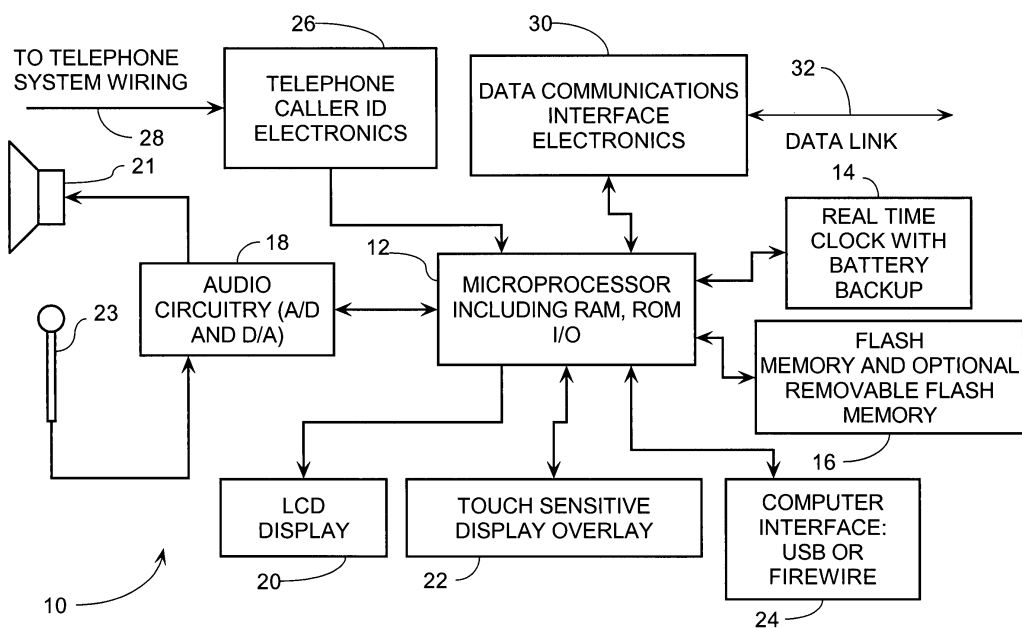 26
30
TO TELEPHONE
SYSTEM WIRING
28
TELEPHONE
CALLER ID
ELECTRONICS
DATA COMMUNICATIONS
INTERFACE
ELECTRONICS
32
DATA LINK
21
14
REAL TIME
CLOCK WITH
BATTERY
BACKUP
18
12
AUDIO
CIRCUITRY (A/D
AND D/A)
MICROPROCESSOR
INCLUDING RAM, ROM
I/O
23
FLASH
MEMORY AND OPTIONAL
REMOVABLE FLASH
MEMORY
16
LCD
DISPLAY
20
TOUCH SENSITIVE
DISPLAY OVERLAY
22
COMPUTER
INTERFACE:
USB OR
FIREWIRE
24
10